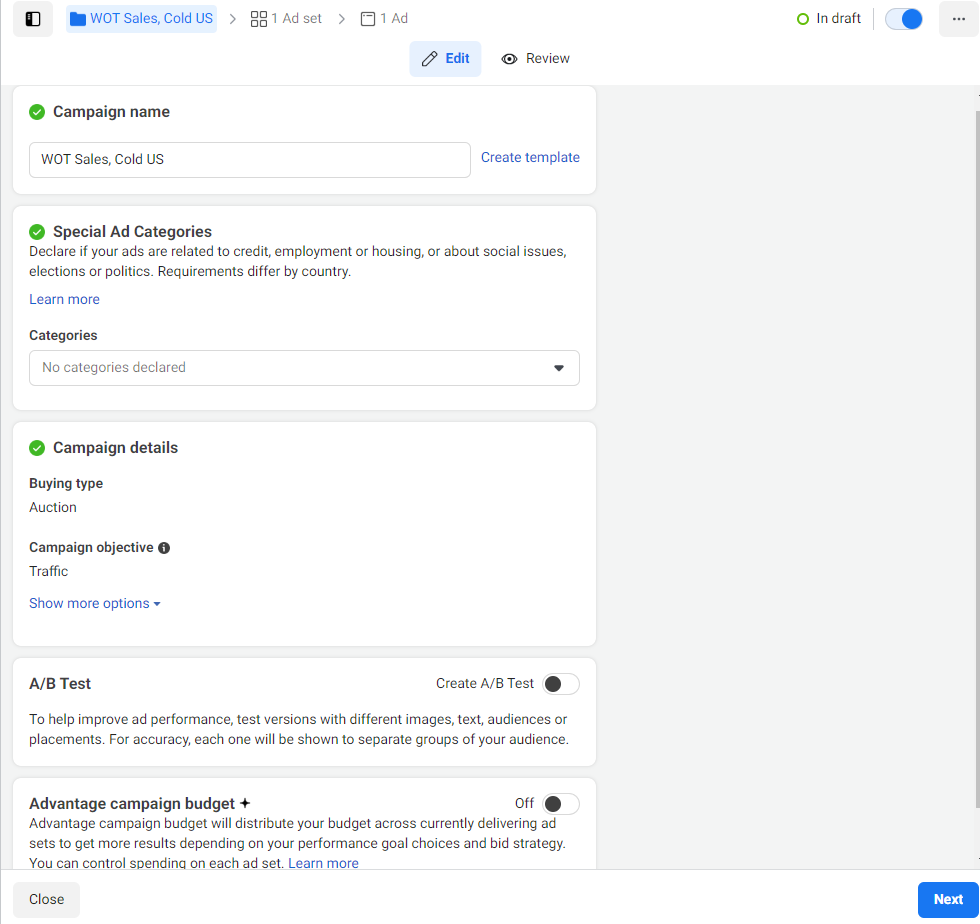 WOT Sales, Cold US
1 Ad set
1 Ad
In draft
Edit
Review
Campaign name
WOT Sales, Cold US
Create template
Special Ad Categories
Declare if your ads are related to credit, employment or housing, or about social issues,
elections or politics. Requirements differ by country.
Learn more
Categories
No categories declared
Campaign details
Buying type
Auction
Campaign objective
Traffic
Show more options
A/B Test
Create A/B Test
To help improve ad performance, test versions with different images, text, audiences or
placements. For accuracy, each one will be shown to separate groups of your audience.
Advantage campaign budget
Off
Advantage campaign budget will distribute your budget across currently delivering ad
sets to get more results depending on your performance goal choices and bid strategy.
You can control spending on each ad set. Learn more
Close
Next